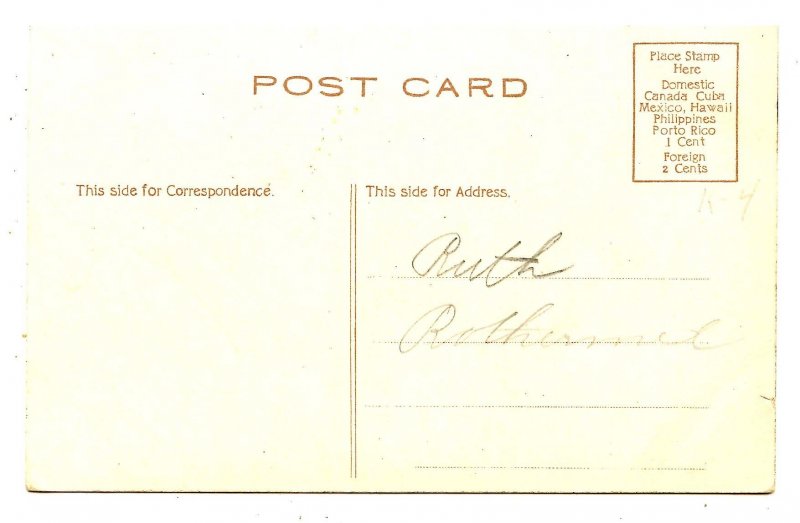 POST CARD
Place Stamp
Here
Domestic
Canada Cuba
Mexico, Hawaii
Philippines
Porto Rico
1 Cent
Foreign
2 Cents
This side for Correspondence.
This side for Address.
Ruth
Rothermel